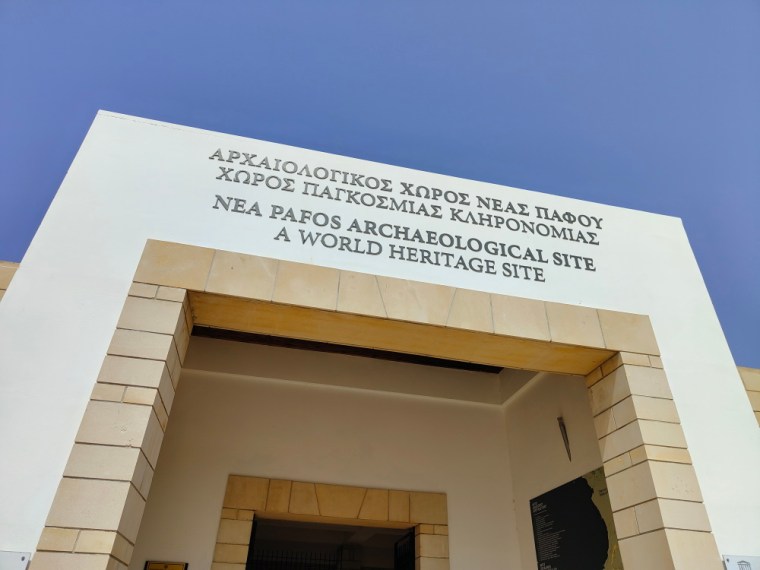 ΑΡΧΑΙΟΛΟΓΙΚΟΣ ΧΩΡΟΣ ΝΕΑΣ ΠΑΦΟΥ
ΧΩΡΟΣ ΠΑΓΚΟΣΜΙΑΣ ΚΛΗΡΟΝΟΜΙΑΣ
NEA PAFOS ARCHAEOLOGICAL SITE
A WORLD HERITAGE SITE